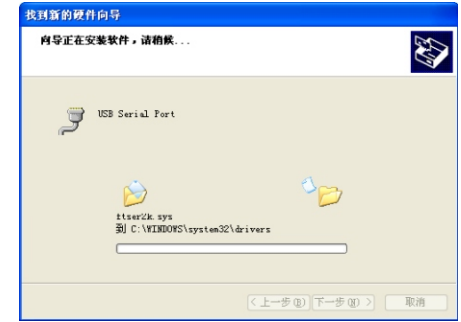 找到新的硬件向导
向导正在安装软件，请稍候...
USB Serial Port
ttser2k.sys
到 C:\WINDOWS\system32\drivers
< 上一步(B) 下一步(N) > 取消